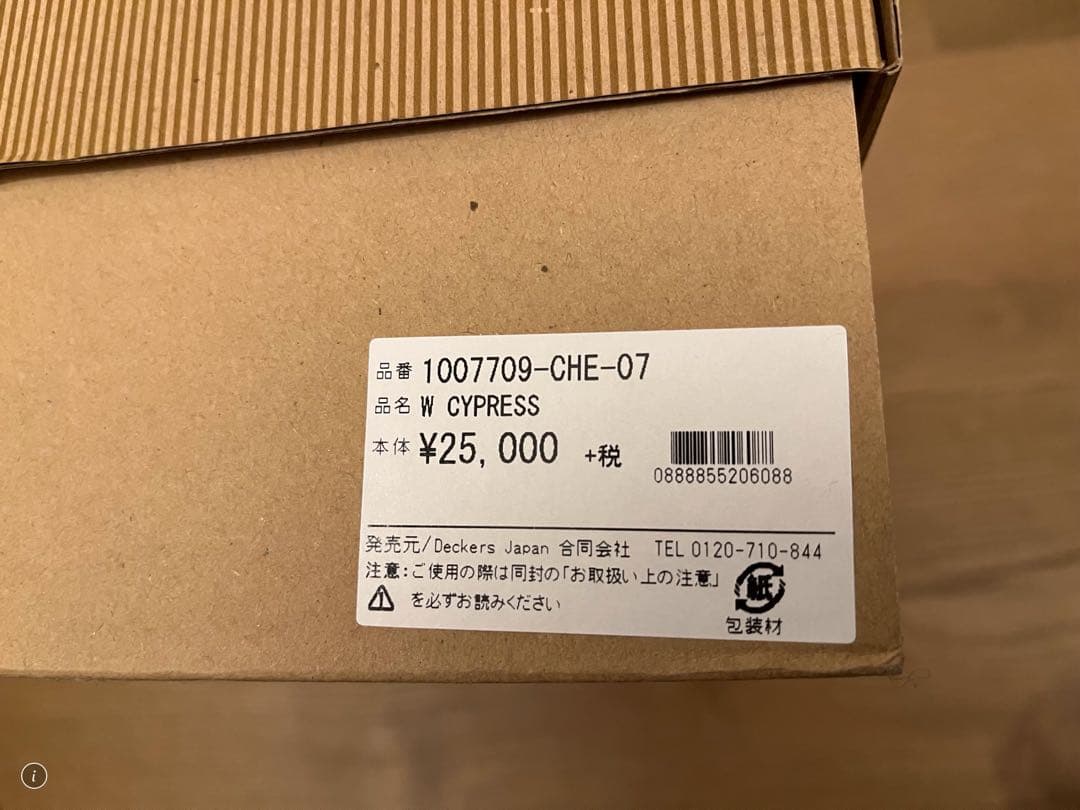 品番 1007709-CHE-07
品名 W CYPRESS
本体 ¥25,000 +税
0888855206088
発売元/Deckers Japan 合同会社 TEL 0120-710-844
注意:ご使用の際は同封の「お取扱い上の注意」
を必ずお読みください
紙
包装材
i